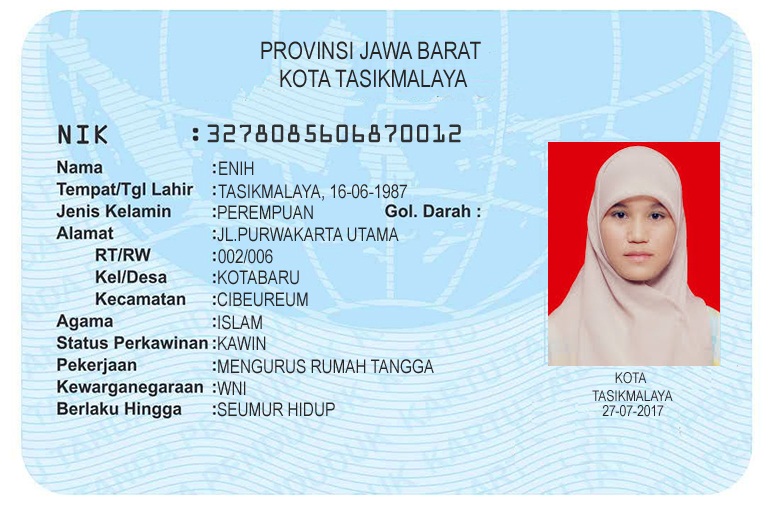 PROVINSI JAWA BARAT
KOTA TASIKMALAYA
NIK : 3278085606870012
Nama : ENIH
Tempat/Tgl Lahir : TASIKMALAYA, 16-06-1987
Jenis Kelamin : PEREMPUAN Gol. Darah :
Alamat : JL.PURWAKARTA UTAMA
RT/RW : 002/006
Kel/Desa : KOTABARU
Kecamatan : CIBEUREUM
Agama : ISLAM
Status Perkawinan : KAWIN
Pekerjaan : MENGURUS RUMAH TANGGA
Kewarganegaraan : WNI
Berlaku Hingga : SEUMUR HIDUP
KOTA
TASIKMALAYA
27-07-2017